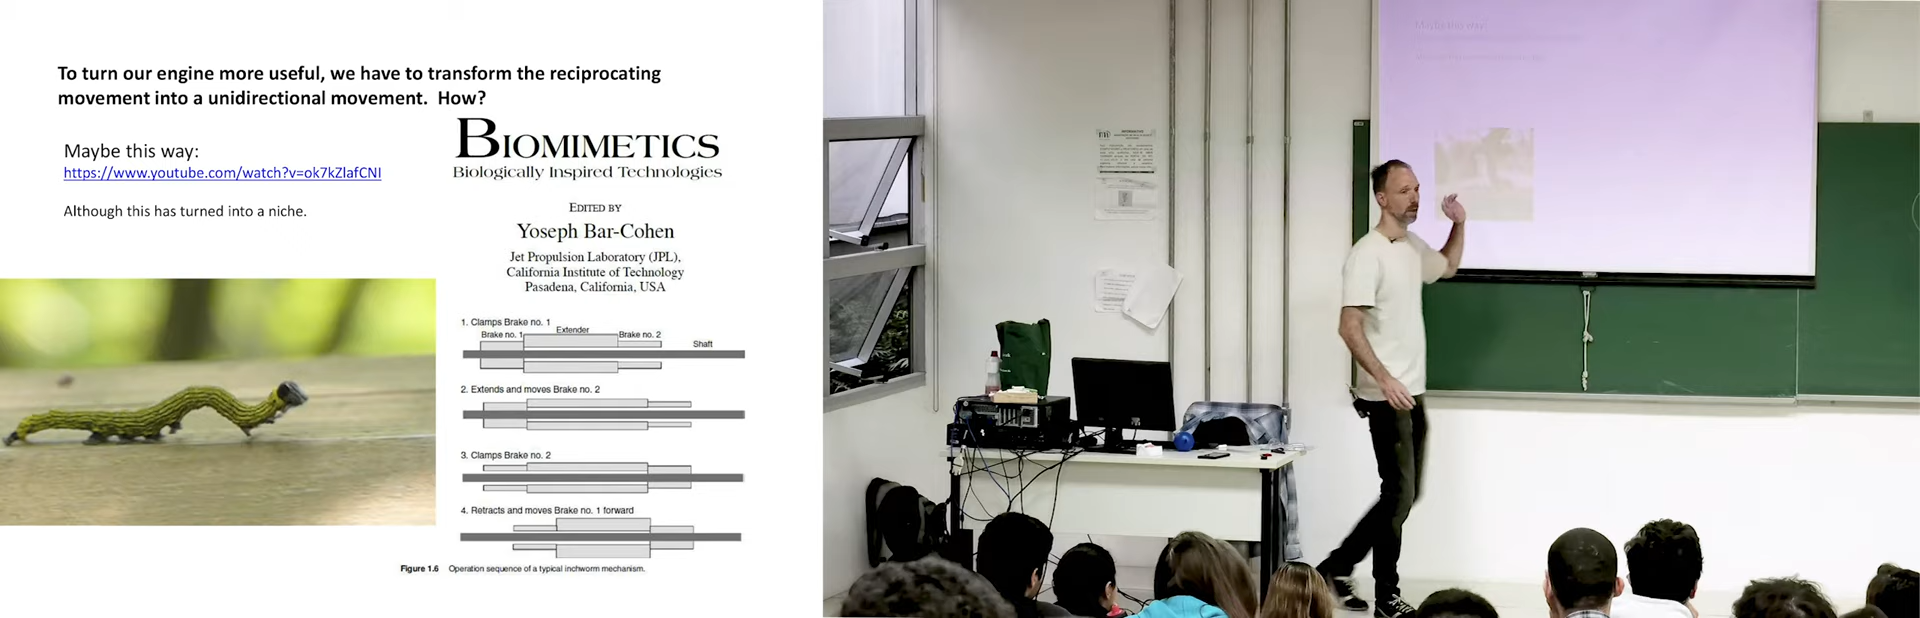 To turn our engine more useful, we have to transform the reciprocating
movement into a unidirectional movement.  How?
Maybe this way:
https://www.youtube.com/watch?v=ok7kZlafCNI
Although this has turned into a niche.
BIOMIMETICS
Biologically Inspired Technologies
EDITED BY
Yoseph Bar-Cohen
Jet Propulsion Laboratory (JPL),
California Institute of Technology
Pasadena, California, USA
1. Clamps Brake no. 1
Brake no. 1
Extender
Brake no. 2
Shaft
2. Extends and moves Brake no. 2
3. Clamps Brake no. 2
4. Retracts and moves Brake no. 1 forward
Figure 1.6 Operation sequence of a typical inchworm mechanism.
Maybe this way: